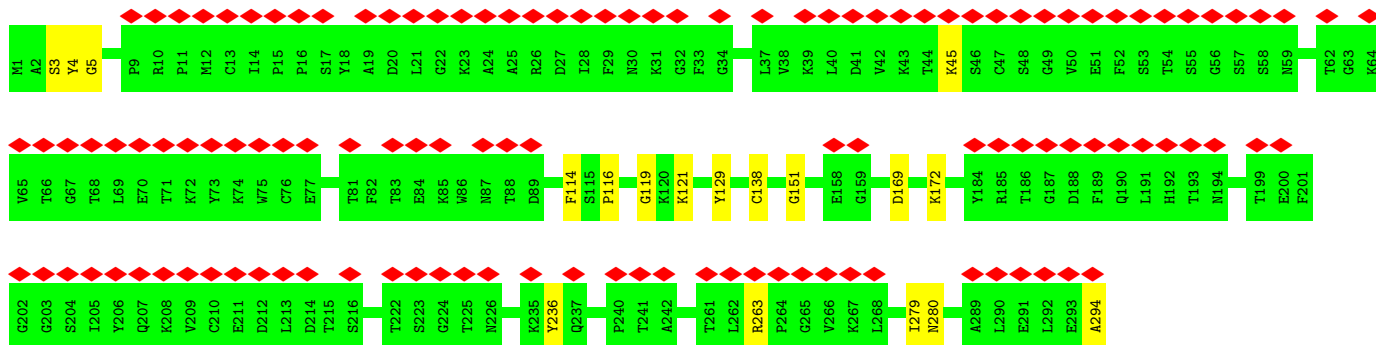 M1 A2 S3 Y4 G5 P9 R10 P11 M12 C13 I14 P15 P16 S17 Y18 A19 D20 L21 G22 K23 A24 A25 R26 D27 I28 F29 N30 K31 G32 F33 G34 L37 V38 K39 L40 D41 V42 K43 T44 K45 S46 C47 S48 G49 V50 E51 F52 S53 T54 S55 G56 S57 S58 N59 T62 G63 K64
V65 T66 G67 T68 L69 E70 T71 K72 Y73 K74 W75 C76 E77 T81 F82 T83 E84 K85 W86 N87 T88 D89 F114 S115 P116 G119 K120 K121 Y129 C138 G151 E158 G159 D169 K172 Y184 R185 T186 G187 D188 F189 Q190 L191 H192 T193 N194 T199 E200 F201
G202 G203 S204 I205 Y206 Q207 K208 V209 C210 E211 D212 L213 D214 T215 S216 T222 S223 G224 T225 N226 K235 Y236 Q237 P240 T241 A242 T261 L262 R263 P264 G265 V266 K267 L268 I279 N280 A289 L290 E291 L292 E293 A294